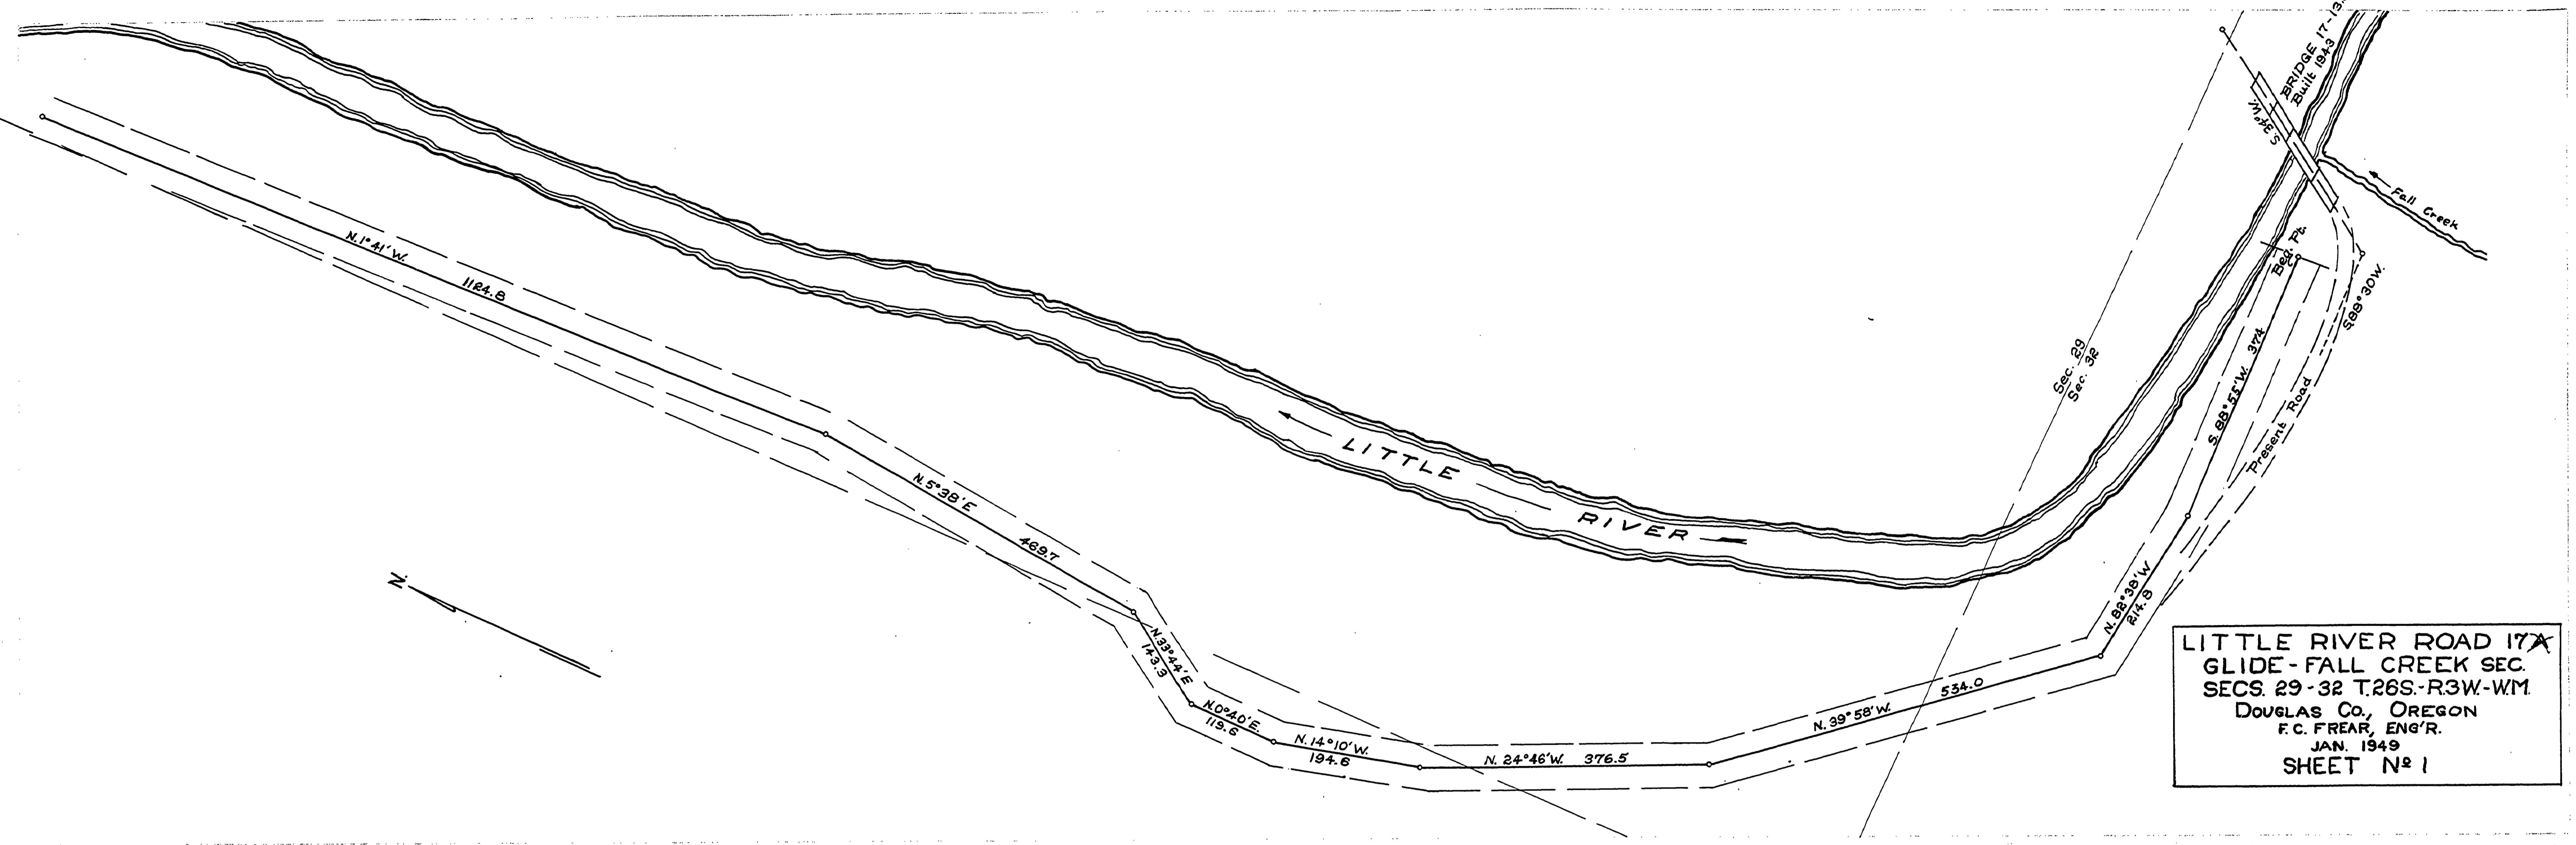 BRIDGE 17-13
Built 1943
S. 34° W.
Fall Creek
Beg. Pt.
S. 88° 30 W.
Sec. 29
Sec. 32
S. 88° 55' W. 374
Present Road
N. 1° 41' W. 1124.8
LITTLE RIVER
N. 5° 38' E 469.7
N
N. 33° 44' E
143.3
N. 0° 40' E.
119.6
N. 14° 10' W.
194.6
N. 24° 46' W. 376.5
N. 39° 58' W. 534.0
N. 82° 38' W
214.8
LITTLE RIVER ROAD 17A
GLIDE - FALL CREEK SEC.
SECS. 29 - 32 T.26S.-R.3W.-W.M.
DOUGLAS CO., OREGON
F. C. FREAR, ENG'R.
JAN. 1949
SHEET Nº 1